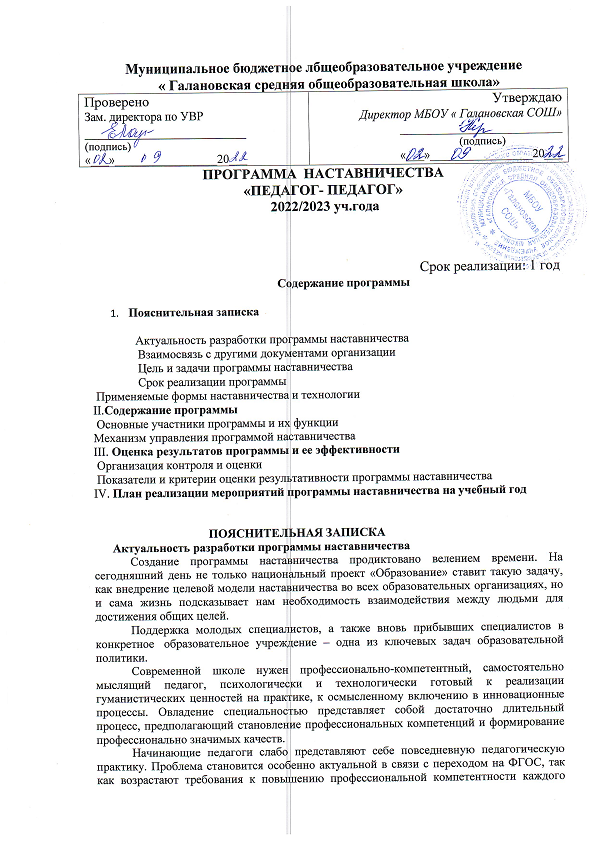 Муниципальное бюджетное лбщеобразовательное учреждение
« Галановская средняя общеобразовательная школа»
Проверено
Зам. директора по УВР
(подпись)
«02» 09 2022
Утверждаю
Директор МБОУ « Галановская СОШ»
(подпись)
«02» 09 2022
ПРОГРАММА НАСТАВНИЧЕСТВА
«ПЕДАГОГ- ПЕДАГОГ»
2022/2023 уч.года
МБОУ
"Галановская
СОШ"
Срок реализации: 1 год
Содержание программы
1. Пояснительная записка
Актуальность разработки программы наставничества
Взаимосвязь с другими документами организации
Цель и задачи программы наставничества
Срок реализации программы
Применяемые формы наставничества и технологии
II.Содержание программы
Основные участники программы и их функции
Механизм управления программой наставничества
III. Оценка результатов программы и ее эффективности
Организация контроля и оценки
Показатели и критерии оценки результативности программы наставничества
IV. План реализации мероприятий программы наставничества на учебный год
ПОЯСНИТЕЛЬНАЯ ЗАПИСКА
Актуальность разработки программы наставничества
Создание программы наставничества продиктовано велением времени. На
сегодняшний день не только национальный проект «Образование» ставит такую задачу,
как внедрение целевой модели наставничества во всех образовательных организациях, но
и сама жизнь подсказывает нам необходимость взаимодействия между людьми для
достижения общих целей.
Поддержка молодых специалистов, а также вновь прибывших специалистов в
конкретное образовательное учреждение – одна из ключевых задач образовательной
политики.
Современной школе нужен профессионально-компетентный, самостоятельно
мыслящий педагог, психологически и технологически готовый к реализации
гуманистических ценностей на практике, к осмысленному включению в инновационные
процессы. Овладение специальностью представляет собой достаточно длительный
процесс, предполагающий становление профессиональных компетенций и формирование
профессионально значимых качеств.
Начинающие педагоги слабо представляют себе повседневную педагогическую
практику. Проблема становится особенно актуальной в связи с переходом на ФГОС, так
как возрастают требования к повышению профессиональной компетентности каждого